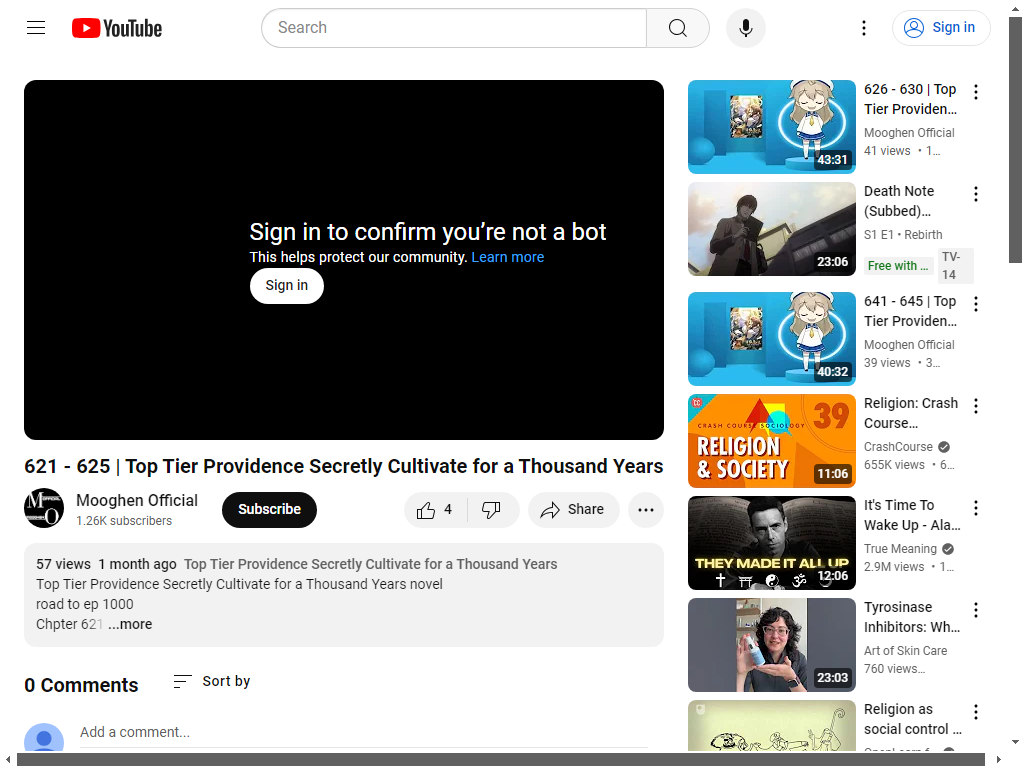 YouTube
Search
Sign in
Sign in to confirm you’re not a bot
This helps protect our community. Learn more
Sign in
621 - 625 | Top Tier Providence Secretly Cultivate for a Thousand Years
Mooghen Official
1.26K subscribers
Subscribe
4
Share
57 views 1 month ago Top Tier Providence Secretly Cultivate for a Thousand Years
Top Tier Providence Secretly Cultivate for a Thousand Years novel
road to ep 1000
Chpter 621 ...more
0 Comments
Sort by
Add a comment...
43:31
626 - 630 | Top
Tier Providen...
Mooghen Official
41 views • 1...
23:06
Death Note
(Subbed)...
S1 E1 • Rebirth
Free with ...
TV-
14
40:32
641 - 645 | Top
Tier Providen...
Mooghen Official
39 views • 3...
CRASH COURSE SOCIOLOGY
39
RELIGION
& SOCIETY
11:06
Religion: Crash
Course...
CrashCourse
655K views • 6...
THEY MADE IT ALL UP
12:06
It's Time To
Wake Up - Ala...
True Meaning
2.9M views • 1...
23:03
Tyrosinase
Inhibitors: Wh...
Art of Skin Care
760 views...
Religion as
social control ...